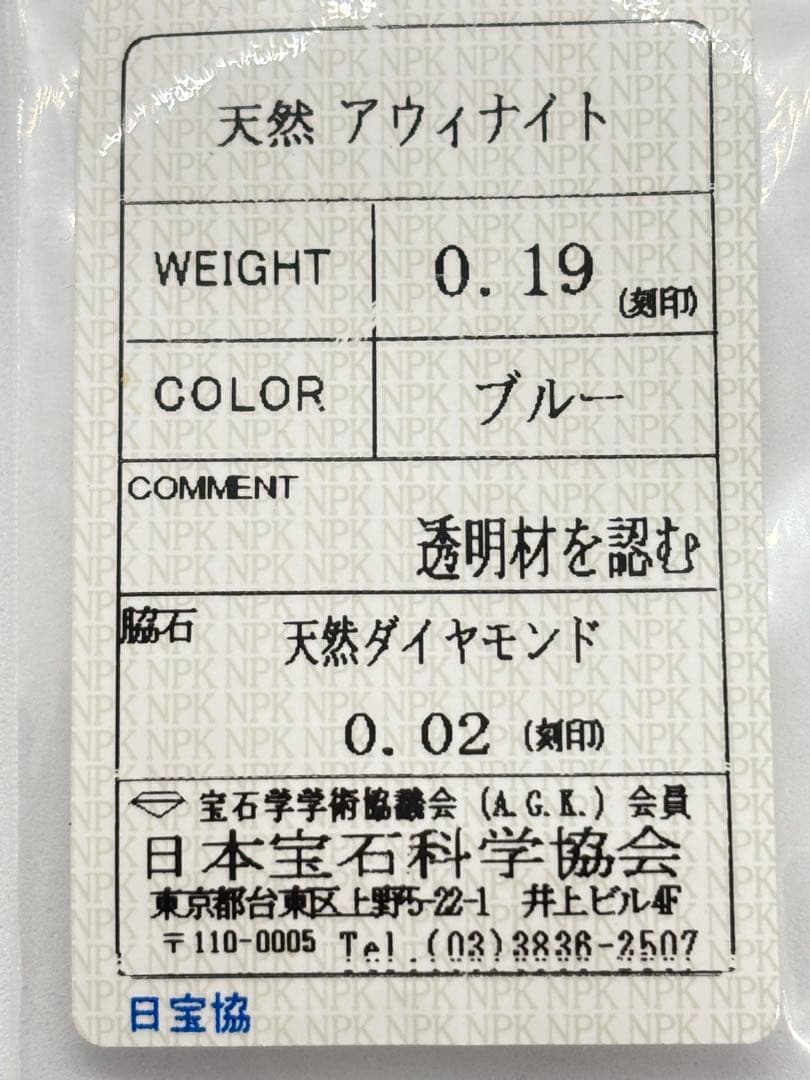 天然 アウィナイト
WEIGHT
0.19 (刻印)
COLOR
ブルー
COMMENT
透明材を認む
脇石
天然ダイヤモンド
0.02 (刻印)
宝石学学術協議会 (A.G.K.) 会員
日本宝石科学協会
東京都台東区上野5-22-1 井上ビル4F
〒110-0005 Tel.(03)3836-2507
日宝協